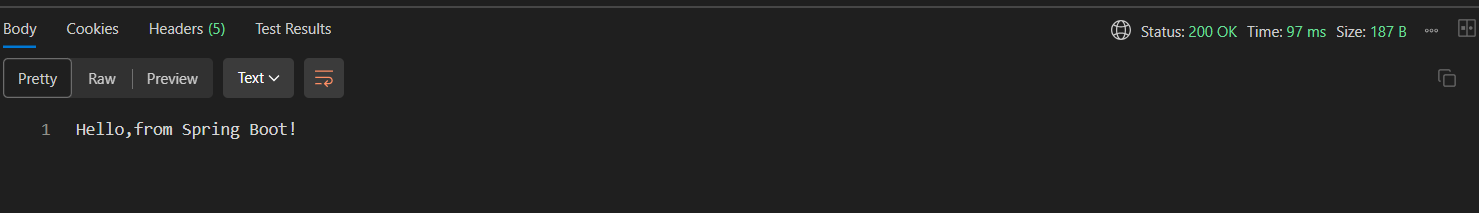 Body Cookies Headers (5) Test Results Status: 200 OK Time: 97 ms Size: 187 B
Pretty Raw Preview Text
1 Hello,from Spring Boot!